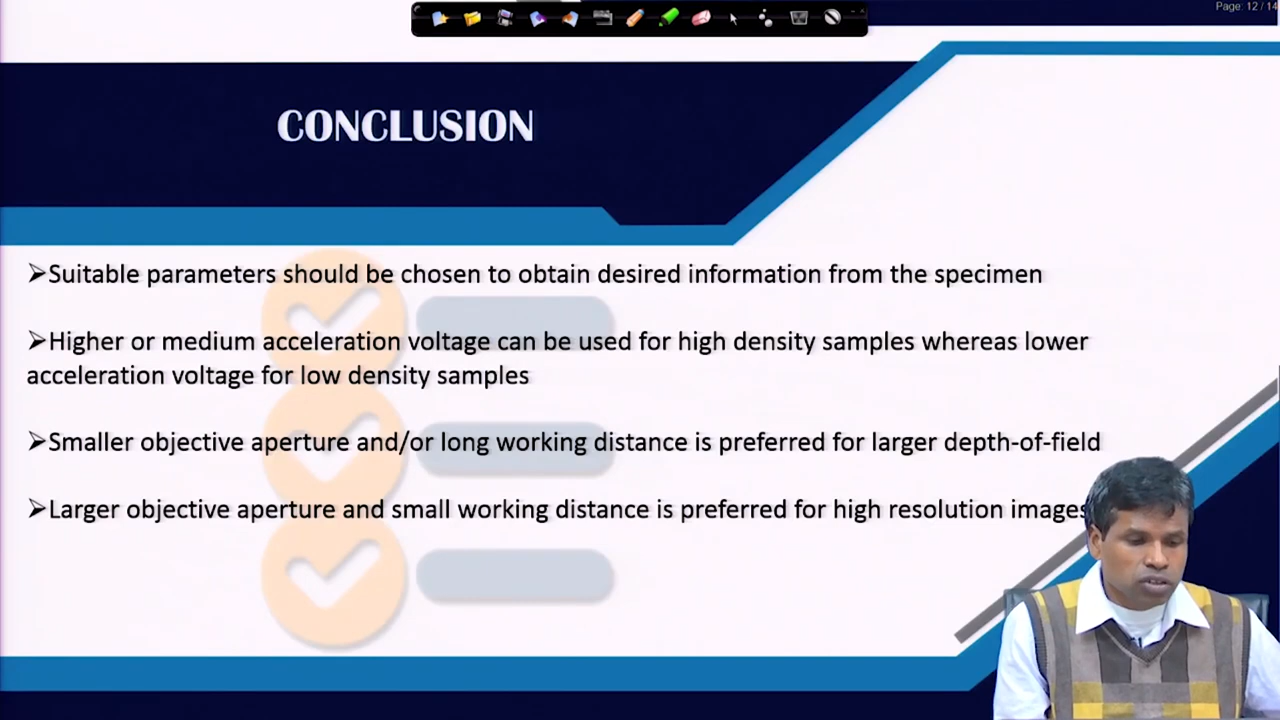 Page: 12 / 14
CONCLUSION
➢Suitable parameters should be chosen to obtain desired information from the specimen
➢Higher or medium acceleration voltage can be used for high density samples whereas lower
acceleration voltage for low density samples
➢Smaller objective aperture and/or long working distance is preferred for larger depth-of-field
➢Larger objective aperture and small working distance is preferred for high resolution images